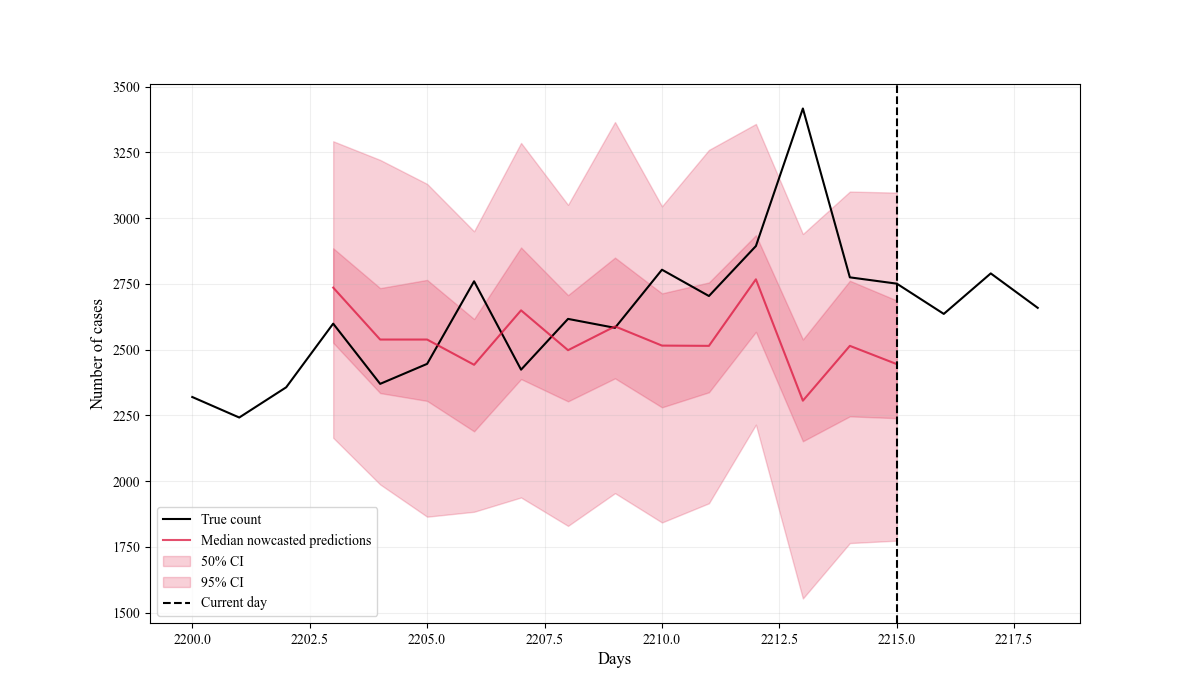 3500
3250
3000
2750
2500
2250
2000
1750
1500
Number of cases
True count
Median nowcasted predictions
50% CI
95% CI
Current day
2200.0 2202.5 2205.0 2207.5 2210.0 2212.5 2215.0 2217.5
Days